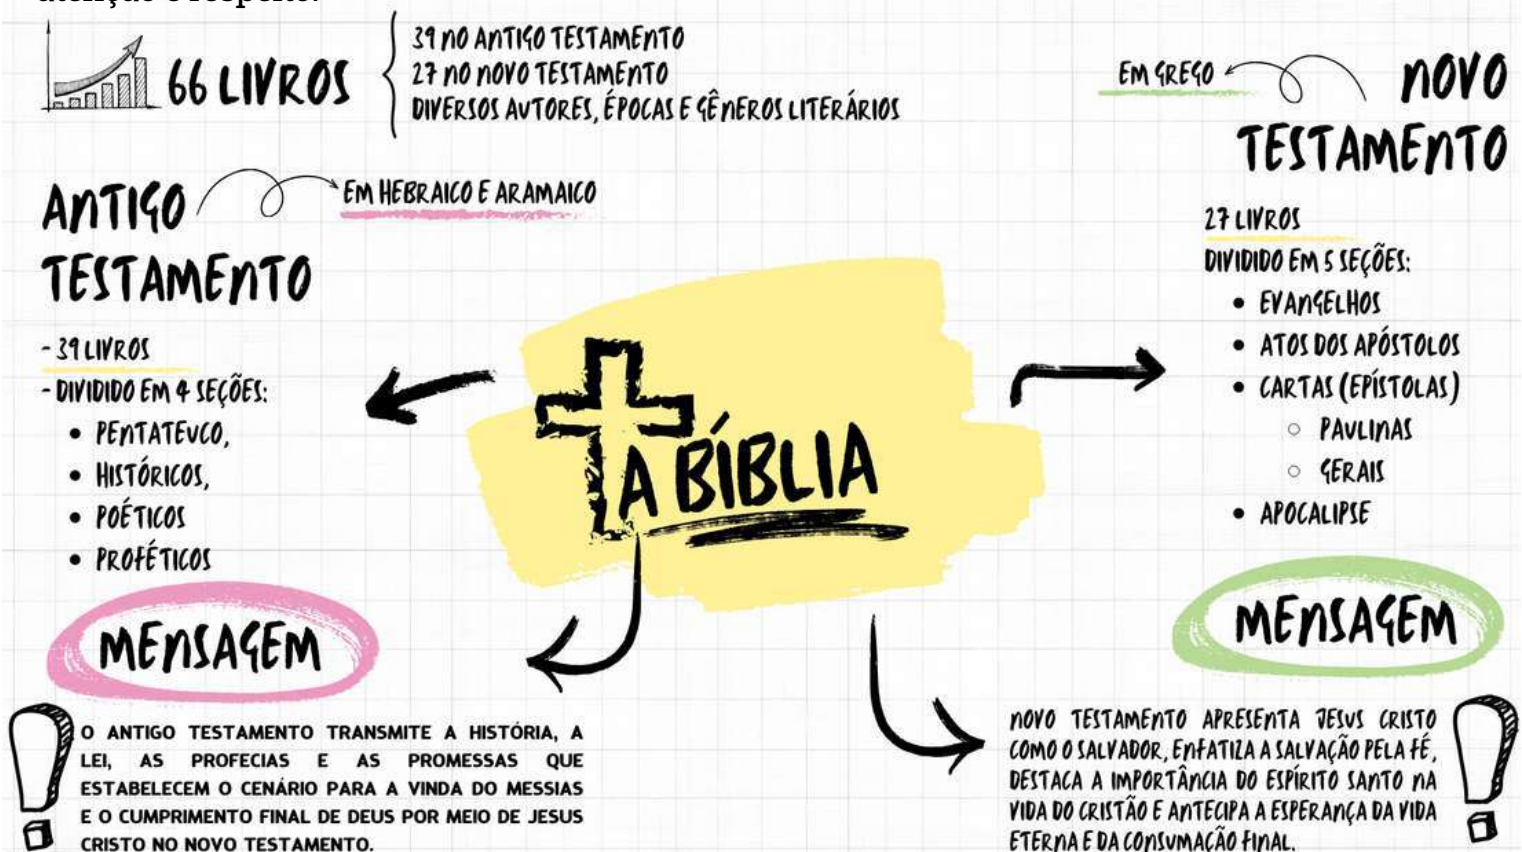 atenção e respeito.
66 LIVROS
39 NO ANTIGO TESTAMENTO
27 NO NOVO TESTAMENTO
DIVERSOS AUTORES, ÉPOCAS E GÊNEROS LITERÁRIOS
ANTIGO
TESTAMENTO
EM HEBRAICO E ARAMAICO
- 39 LIVROS
- DIVIDIDO EM 4 SEÇÕES:
• PENTATEUCO,
• HISTÓRICOS,
• POÉTICOS
• PROFÉTICOS
MENSAGEM
O ANTIGO TESTAMENTO TRANSMITE A HISTÓRIA, A
LEI, AS PROFECIAS E AS PROMESSAS QUE
ESTABELECEM O CENÁRIO PARA A VINDA DO MESSIAS
E O CUMPRIMENTO FINAL DE DEUS POR MEIO DE JESUS
CRISTO NO NOVO TESTAMENTO.
A BÍBLIA
EM GREGO
NOVO
TESTAMENTO
27 LIVROS
DIVIDIDO EM 5 SEÇÕES:
• EVANGELHOS
• ATOS DOS APÓSTOLOS
• CARTAS (EPÍSTOLAS)
○ PAULINAS
○ GERAIS
• APOCALIPSE
MENSAGEM
NOVO TESTAMENTO APRESENTA JESUS CRISTO
COMO O SALVADOR, ENFATIZA A SALVAÇÃO PELA FÉ,
DESTACA A IMPORTÂNCIA DO ESPÍRITO SANTO NA
VIDA DO CRISTÃO E ANTECIPA A ESPERANÇA DA VIDA
ETERNA E DA CONSUMAÇÃO FINAL.